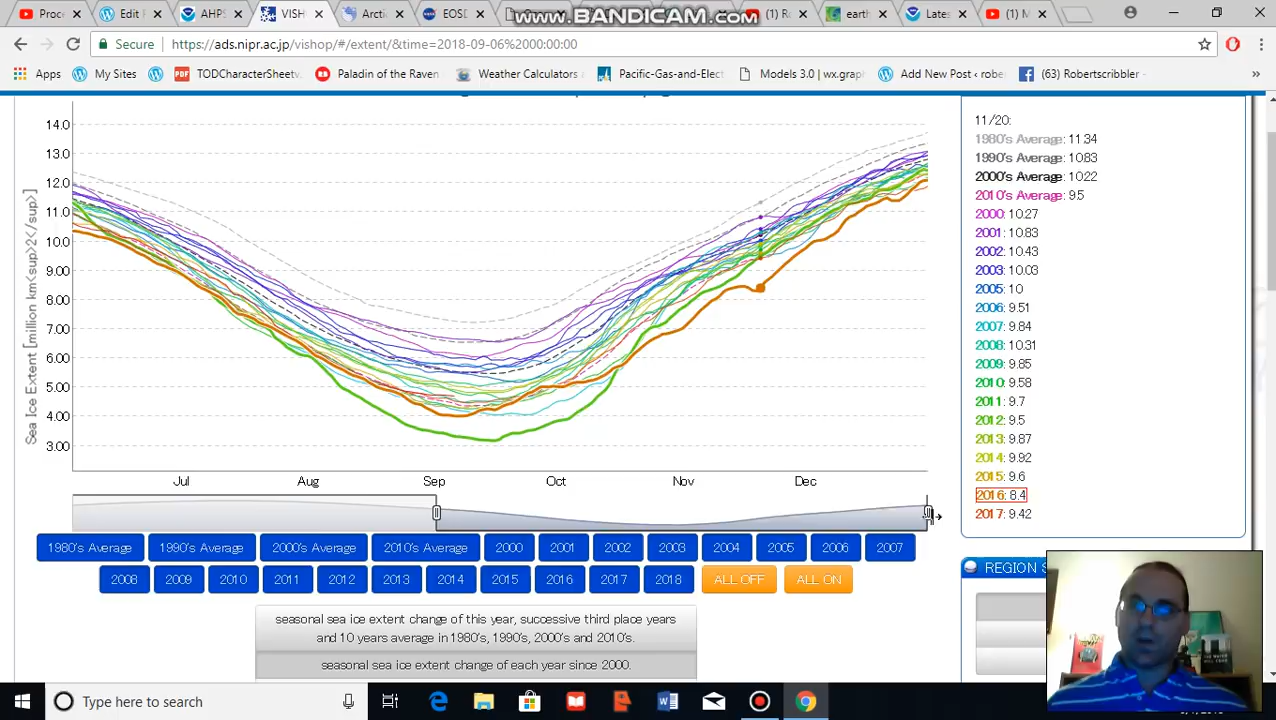 www.BANDICAM.com
Proce
Edit F
AHPS
VISH
Arcti
EOSD
earth
Lates
Secure
https://ads.nipr.ac.jp/vishop/#/extent/&time=2018-09-06%2000:00:00
Apps
My Sites
TODCharacterSheet
Paladin of the Raven
Weather Calculators
Pacific-Gas-and-Ele
Models 3.0 | wx.grap
Add New Post ‹ robe
(63) Robertscribbler
»
Sea Ice Extent [million km<sup>2</sup>]
14.0
13.0
12.0
11.0
10.0
9.00
8.00
7.00
6.00
5.00
4.00
3.00
Jul Aug Sep Oct Nov Dec
11/20:
1980's Average: 11.34
1990's Average: 10.83
2000's Average: 10.22
2010's Average: 9.5
2000: 10.27
2001: 10.83
2002: 10.43
2003: 10.03
2005: 10
2006: 9.51
2007: 9.84
2008: 10.31
2009: 9.85
2010: 9.58
2011: 9.7
2012: 9.5
2013: 9.87
2014: 9.92
2015: 9.6
2016: 8.4
2017: 9.42
1980's Average 1990's Average 2000's Average 2010's Average 2000 2001 2002 2003 2004 2005 2006 2007
2008 2009 2010 2011 2012 2013 2014 2015 2016 2017 2018 ALL OFF ALL ON
REGION S
seasonal sea ice extent change of this year, successive third place years
and 10 years average in 1980's, 1990's, 2000's and 2010's.
seasonal sea ice extent change of each year since 2000.
Type here to search